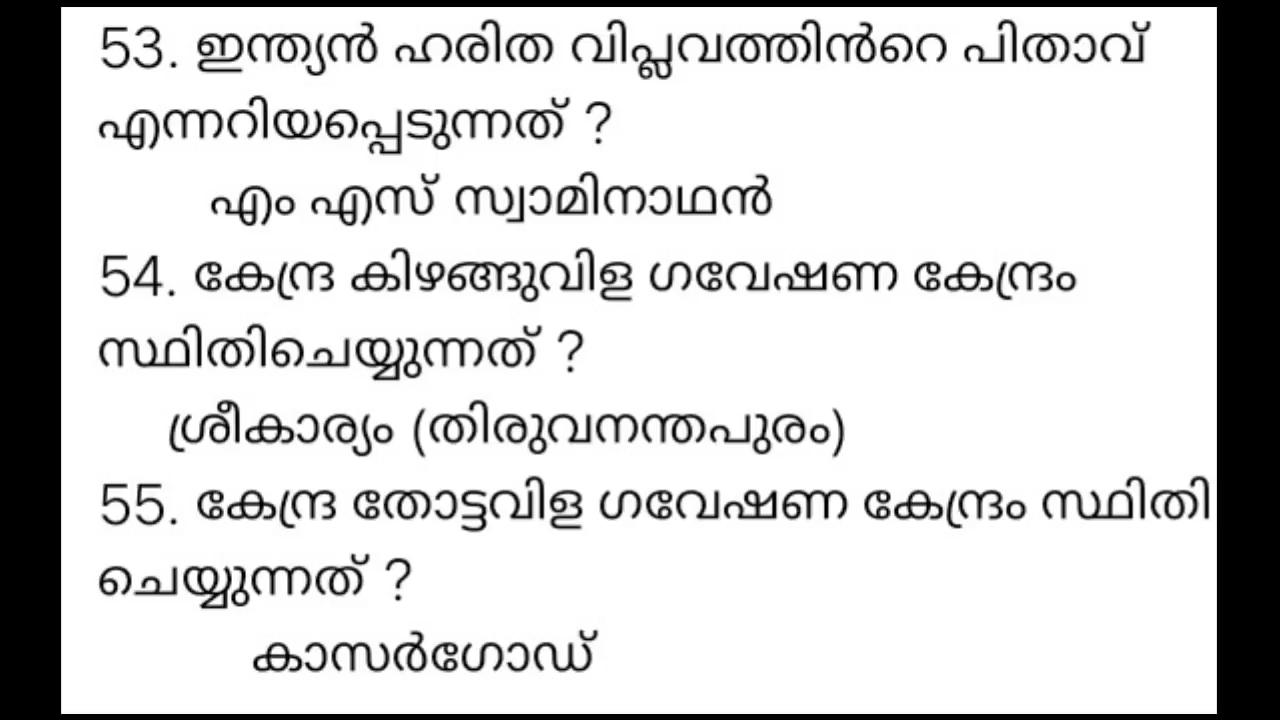 53. ഇന്ത്യൻ ഹരിത വിപ്ലവത്തിൻറെ പിതാവ്
എന്നറിയപ്പെടുന്നത് ?
എം എസ് സ്വാമിനാഥൻ
54. കേന്ദ്ര കിഴങ്ങുവിള ഗവേഷണ കേന്ദ്രം
സ്ഥിതിചെയ്യുന്നത് ?
ശ്രീകാര്യം (തിരുവനന്തപുരം)
55. കേന്ദ്ര തോട്ടവിള ഗവേഷണ കേന്ദ്രം സ്ഥിതി
ചെയ്യുന്നത് ?
കാസർഗോഡ്